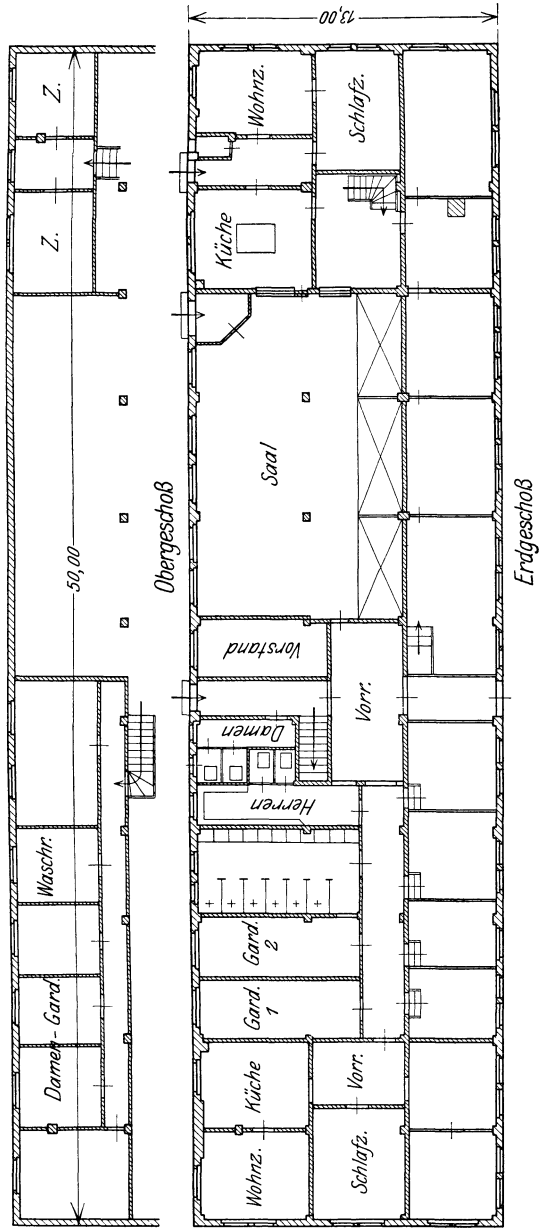 Z.
Z.
50,00
Waschr.
Damen-Gard.
Obergeschoß
13,00
Wohnz.
Schlafz.
Küche
Saal
Vorstand
Damen
Vorr.
Herren
Gard.
2
Gard.
1
Küche
Vorr.
Wohnz.
Schlafz.
Erdgeschoß